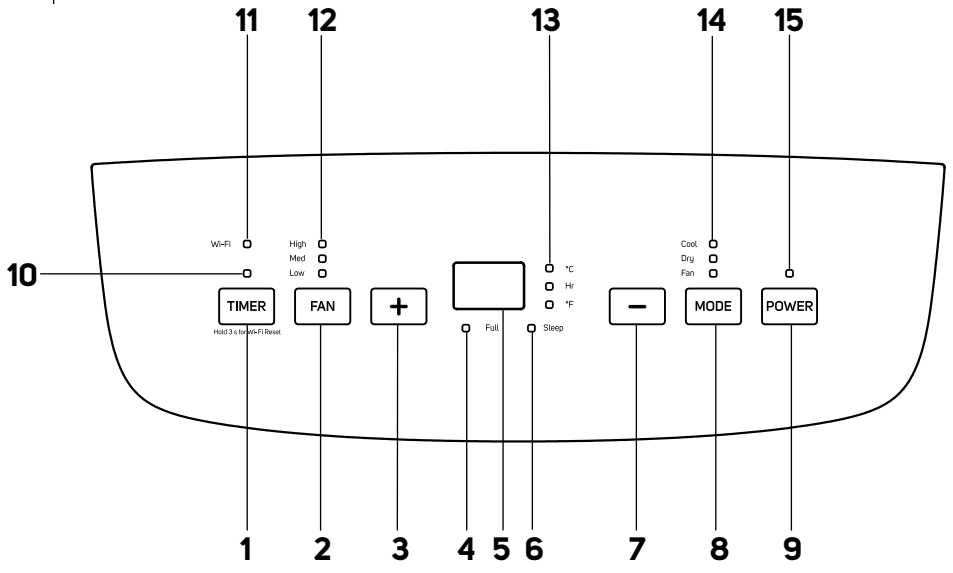 11 12 13 14 15
Wi-Fi
High
Med
Low
10
TIMER
Hold 3 s for Wi-Fi Reset
FAN
+
Full
°C
Hr
°F
Sleep
−
Cool
Dry
Fan
MODE
POWER
1 2 3 4 5 6 7 8 9